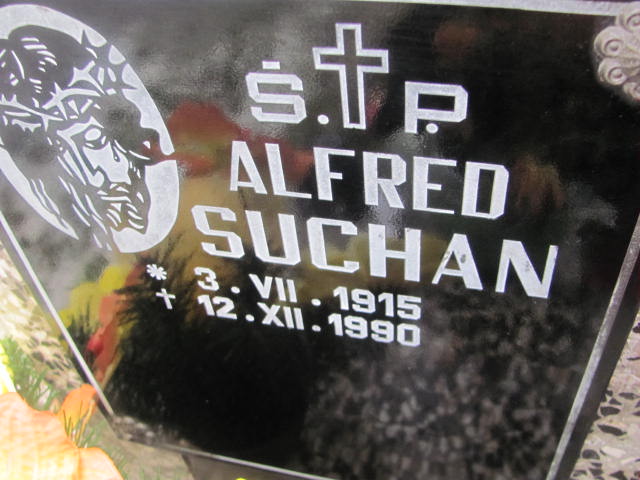 Ś. P.
ALFRED
SUCHAN
* 3. VII. 1915
† 12. XII. 1990